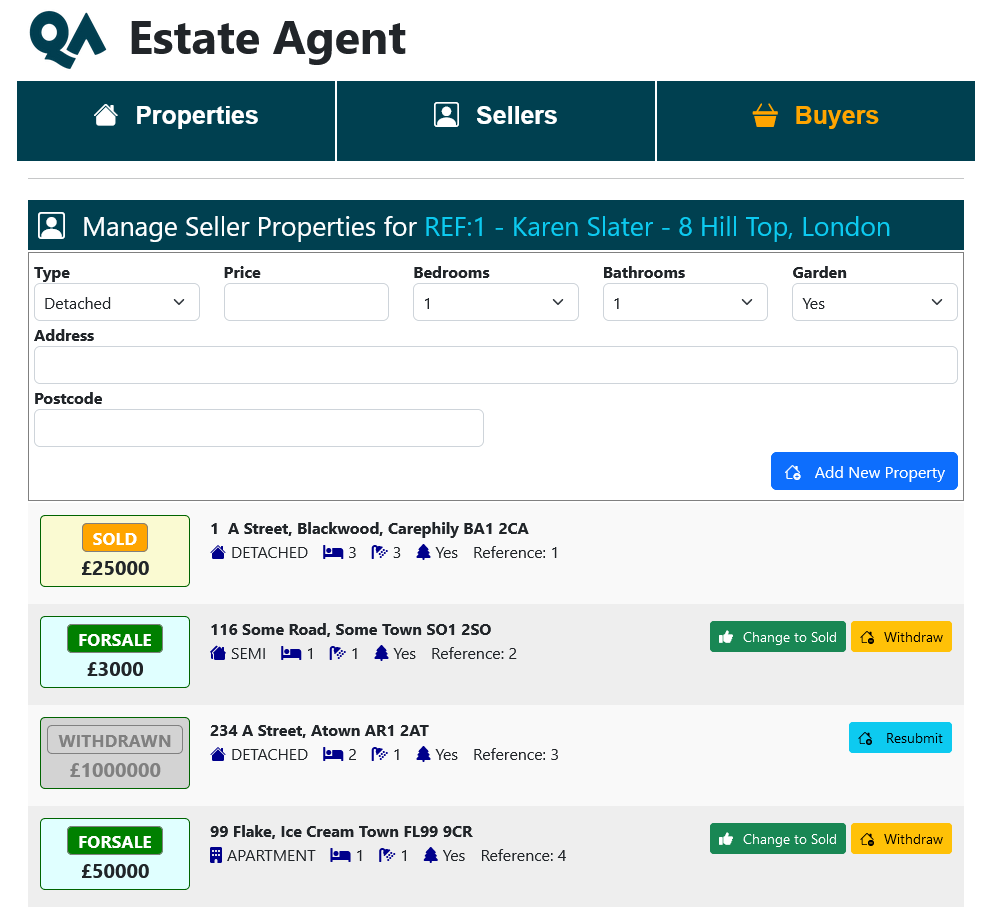 QA Estate Agent
Properties Sellers Buyers
Manage Seller Properties for REF:1 - Karen Slater - 8 Hill Top, London
Type Price Bedrooms Bathrooms Garden
Detached 1 1 Yes
Address
Postcode
Add New Property
SOLD
£25000
1 A Street, Blackwood, Carephily BA1 2CA
DETACHED 3 3 Yes Reference: 1
FORSALE
£3000
116 Some Road, Some Town SO1 2SO
SEMI 1 1 Yes Reference: 2
Change to Sold Withdraw
WITHDRAWN
£1000000
234 A Street, Atown AR1 2AT
DETACHED 2 1 Yes Reference: 3
Resubmit
FORSALE
£50000
99 Flake, Ice Cream Town FL99 9CR
APARTMENT 1 1 Yes Reference: 4
Change to Sold Withdraw